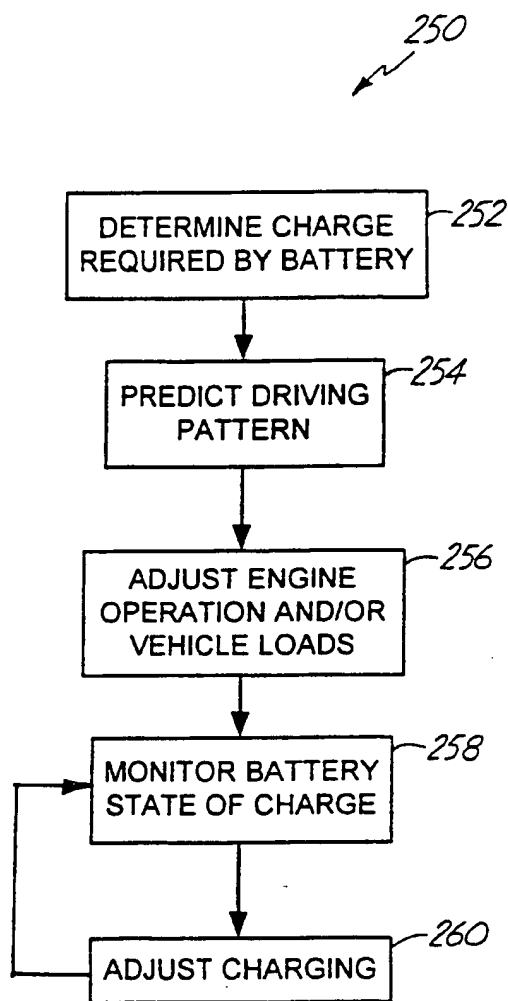 250
DETERMINE CHARGE
REQUIRED BY BATTERY
252
PREDICT DRIVING
PATTERN
254
ADJUST ENGINE
OPERATION AND/OR
VEHICLE LOADS
256
MONITOR BATTERY
STATE OF CHARGE
258
ADJUST CHARGING
260